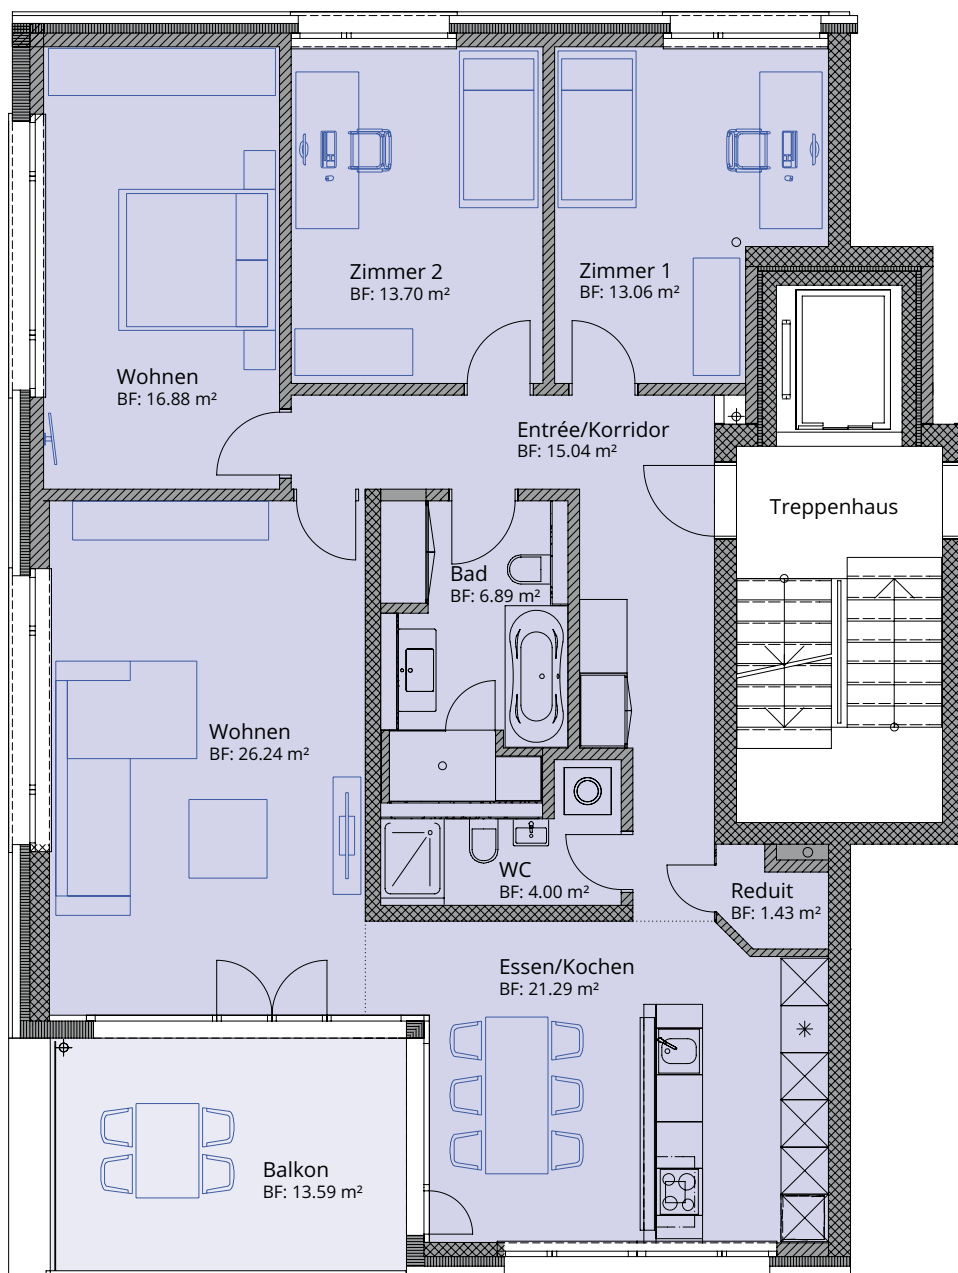 Zimmer 2
BF: 13.70 m²
Zimmer 1
BF: 13.06 m²
Wohnen
BF: 16.88 m²
Entrée/Korridor
BF: 15.04 m²
Treppenhaus
Bad
BF: 6.89 m²
Wohnen
BF: 26.24 m²
WC
BF: 4.00 m²
Reduit
BF: 1.43 m²
Essen/Kochen
BF: 21.29 m²
Balkon
BF: 13.59 m²